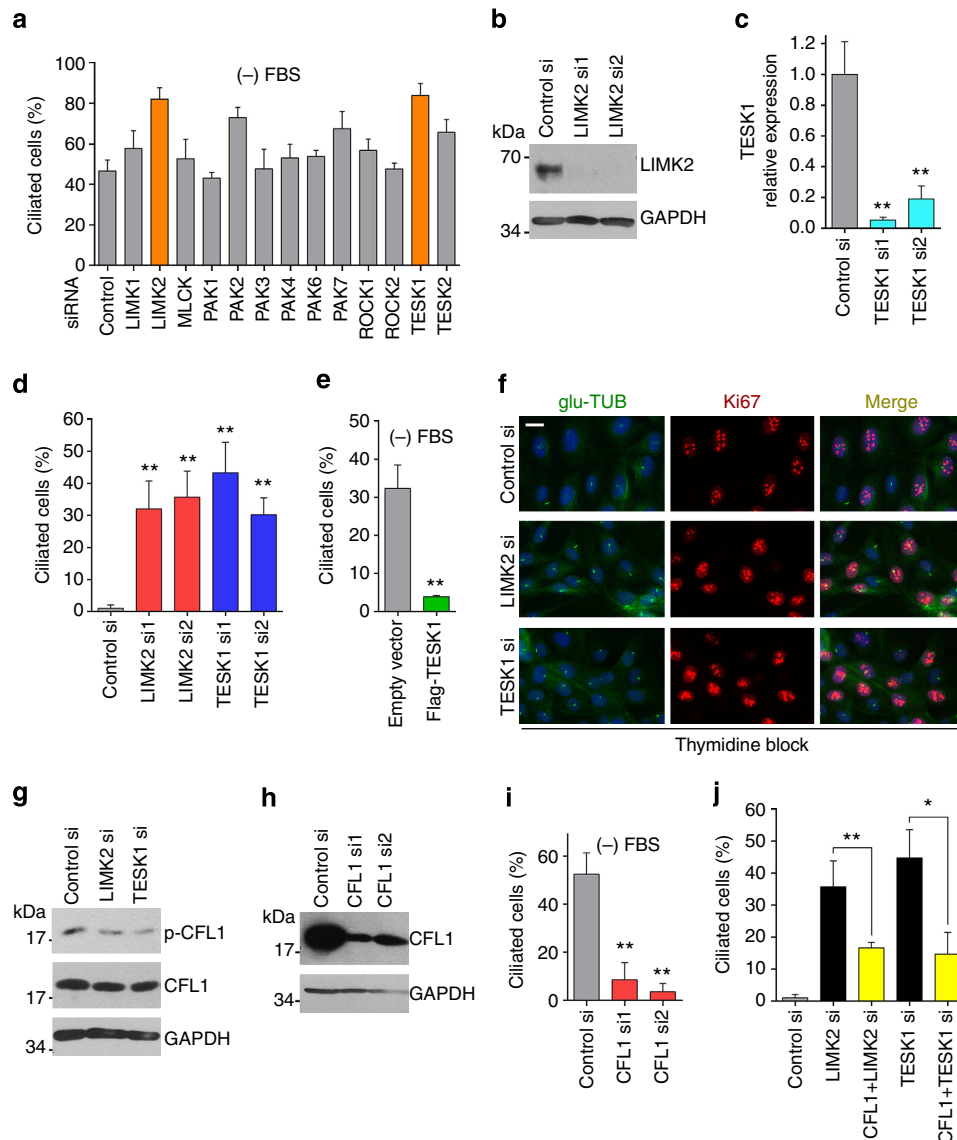 a
Ciliated cells (%)
100
80
60
40
20
0
(–) FBS
siRNA
Control
LIMK1
LIMK2
MLCK
PAK1
PAK2
PAK3
PAK4
PAK6
PAK7
ROCK1
ROCK2
TESK1
TESK2
b
Control si
LIMK2 si1
LIMK2 si2
kDa
70
34
LIMK2
GAPDH
c
TESK1
relative expression
1.2
1.0
0.8
0.6
0.4
0.2
0.0
**
**
Control si
TESK1 si1
TESK1 si2
d
Ciliated cells (%)
60
50
40
30
20
10
0
**
**
**
**
Control si
LIMK2 si1
LIMK2 si2
TESK1 si1
TESK1 si2
e
Ciliated cells (%)
50
40
30
20
10
0
(–) FBS
**
Empty vector
Flag-TESK1
f
glu-TUB
Ki67
Merge
Control si
LIMK2 si
TESK1 si
Thymidine block
g
Control si
LIMK2 si
TESK1 si
kDa
17
p-CFL1
17
CFL1
34
GAPDH
h
Control si
CFL1 si1
CFL1 si2
kDa
17
CFL1
34
GAPDH
i
Ciliated cells (%)
60
40
20
0
(–) FBS
**
**
Control si
CFL1 si1
CFL1 si2
j
Ciliated cells (%)
60
50
40
30
20
10
0
**
*
Control si
LIMK2 si
CFL1+LIMK2 si
TESK1 si
CFL1+TESK1 si